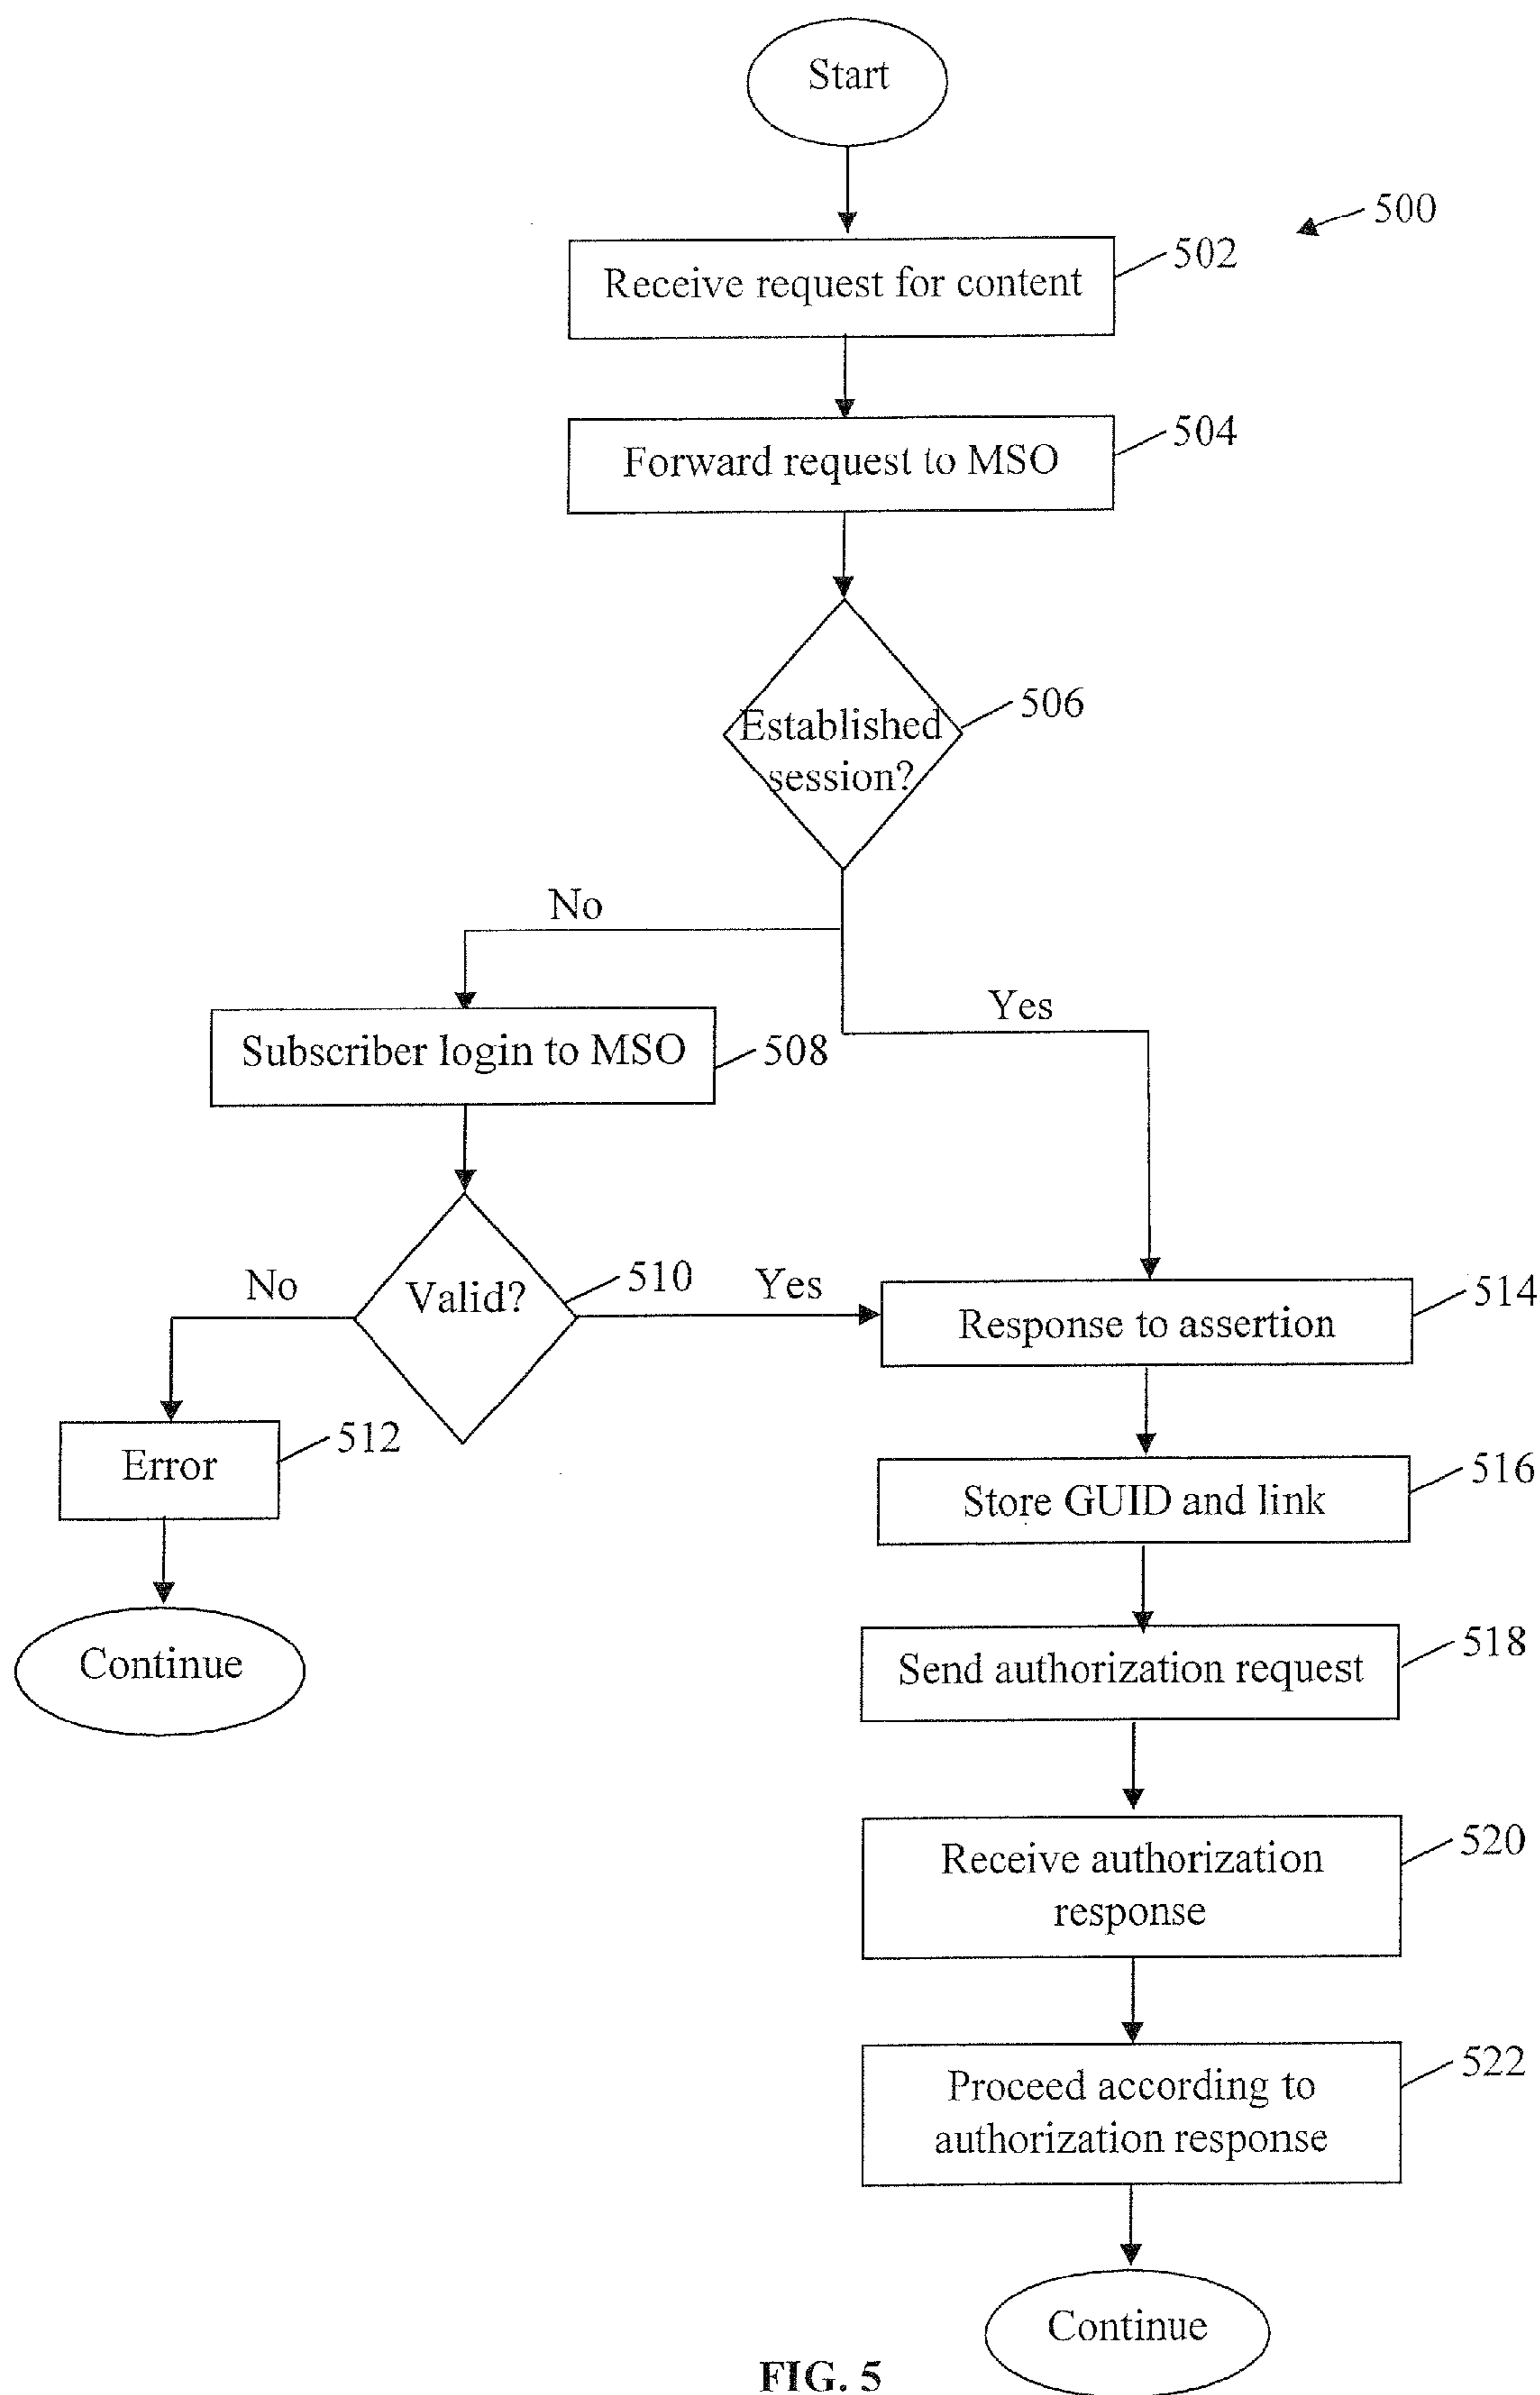 Start
500
Receive request for content
502
Forward request to MSO
504
Established
session?
506
No
Yes
Subscriber login to MSO
508
No
Valid?
510
Yes
Response to assertion
514
Error
512
Store GUID and link
516
Continue
Send authorization request
518
Receive authorization
response
520
Proceed according to
authorization response
522
Continue
FIG. 5